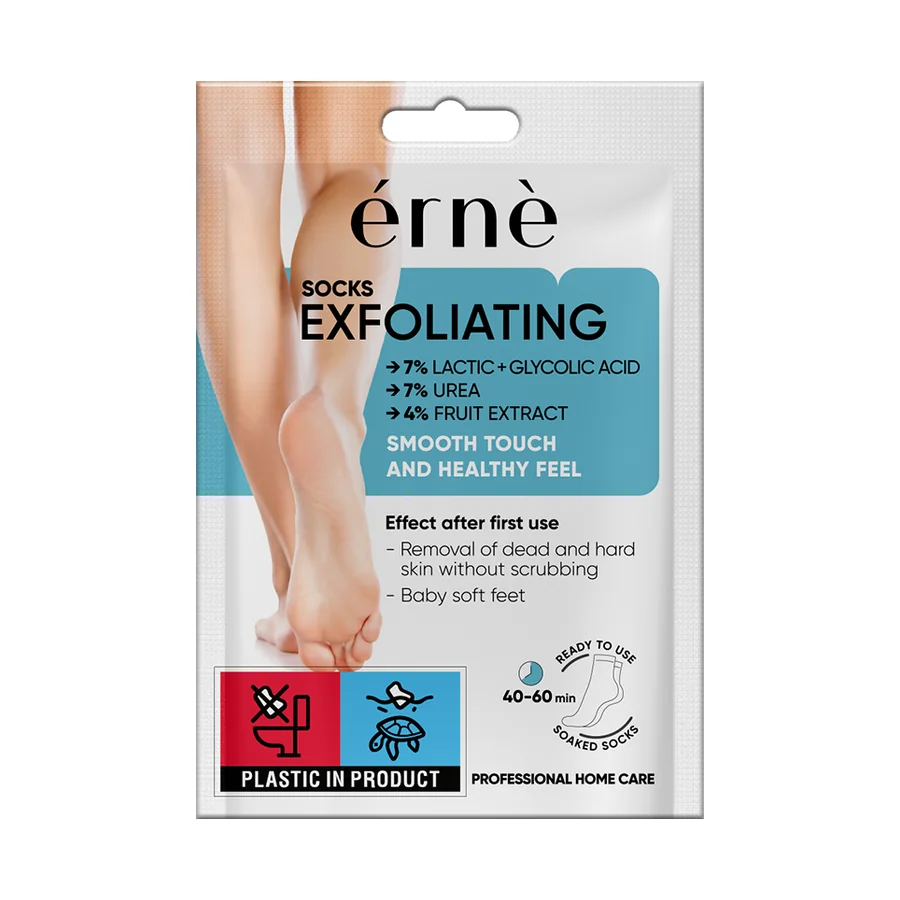 érnè
SOCKS
EXFOLIATING
→7% LACTIC + GLYCOLIC ACID
→7% UREA
→4% FRUIT EXTRACT
SMOOTH TOUCH
AND HEALTHY FEEL
Effect after first use
- Removal of dead and hard
skin without scrubbing
- Baby soft feet
READY TO USE
40-60 min
SOAKED SOCKS
PLASTIC IN PRODUCT
PROFESSIONAL HOME CARE